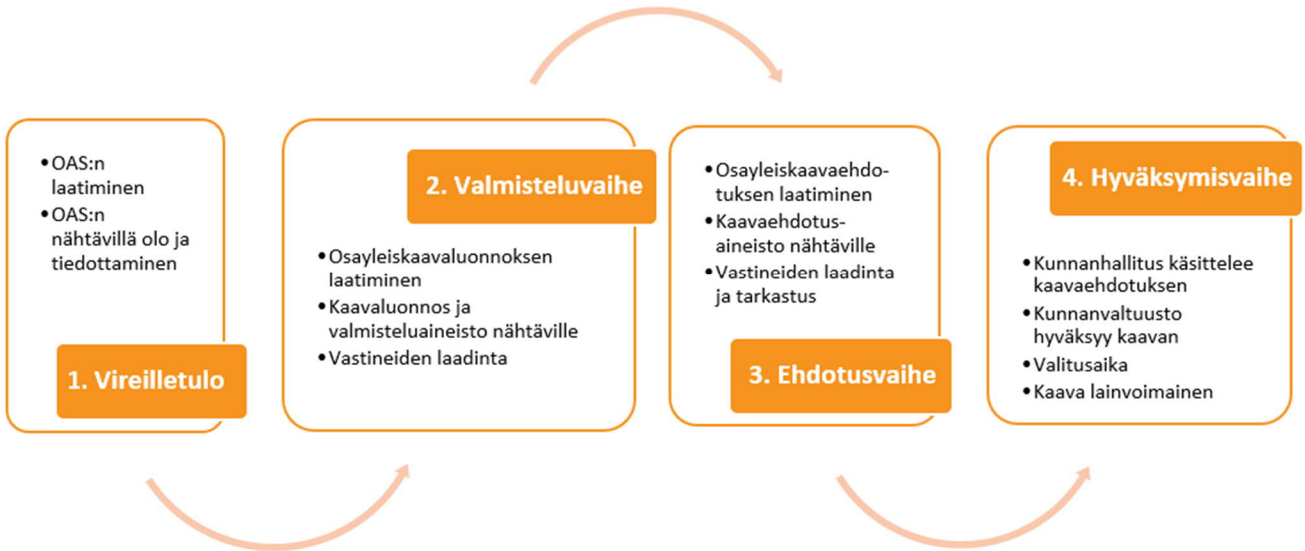 • OAS:n
laatiminen
• OAS:n
nähtävillä olo ja
tiedottaminen
1. Vireilletulo
2. Valmisteluvaihe
• Osayleiskaavaluonnoksen
laatiminen
• Kaavaluonnos ja
valmisteluaineisto nähtäville
• Vastineiden laadinta
• Osayleiskaavaehdo-
tuksen laatiminen
• Kaavaehdotus-
aineisto nähtäville
• Vastineiden laadinta
ja tarkastus
3. Ehdotusvaihe
4. Hyväksymisvaihe
• Kunnanhallitus käsittelee
kaavaehdotuksen
• Kunnanvaltuusto
hyväksyy kaavan
• Valitusaika
• Kaava lainvoimainen